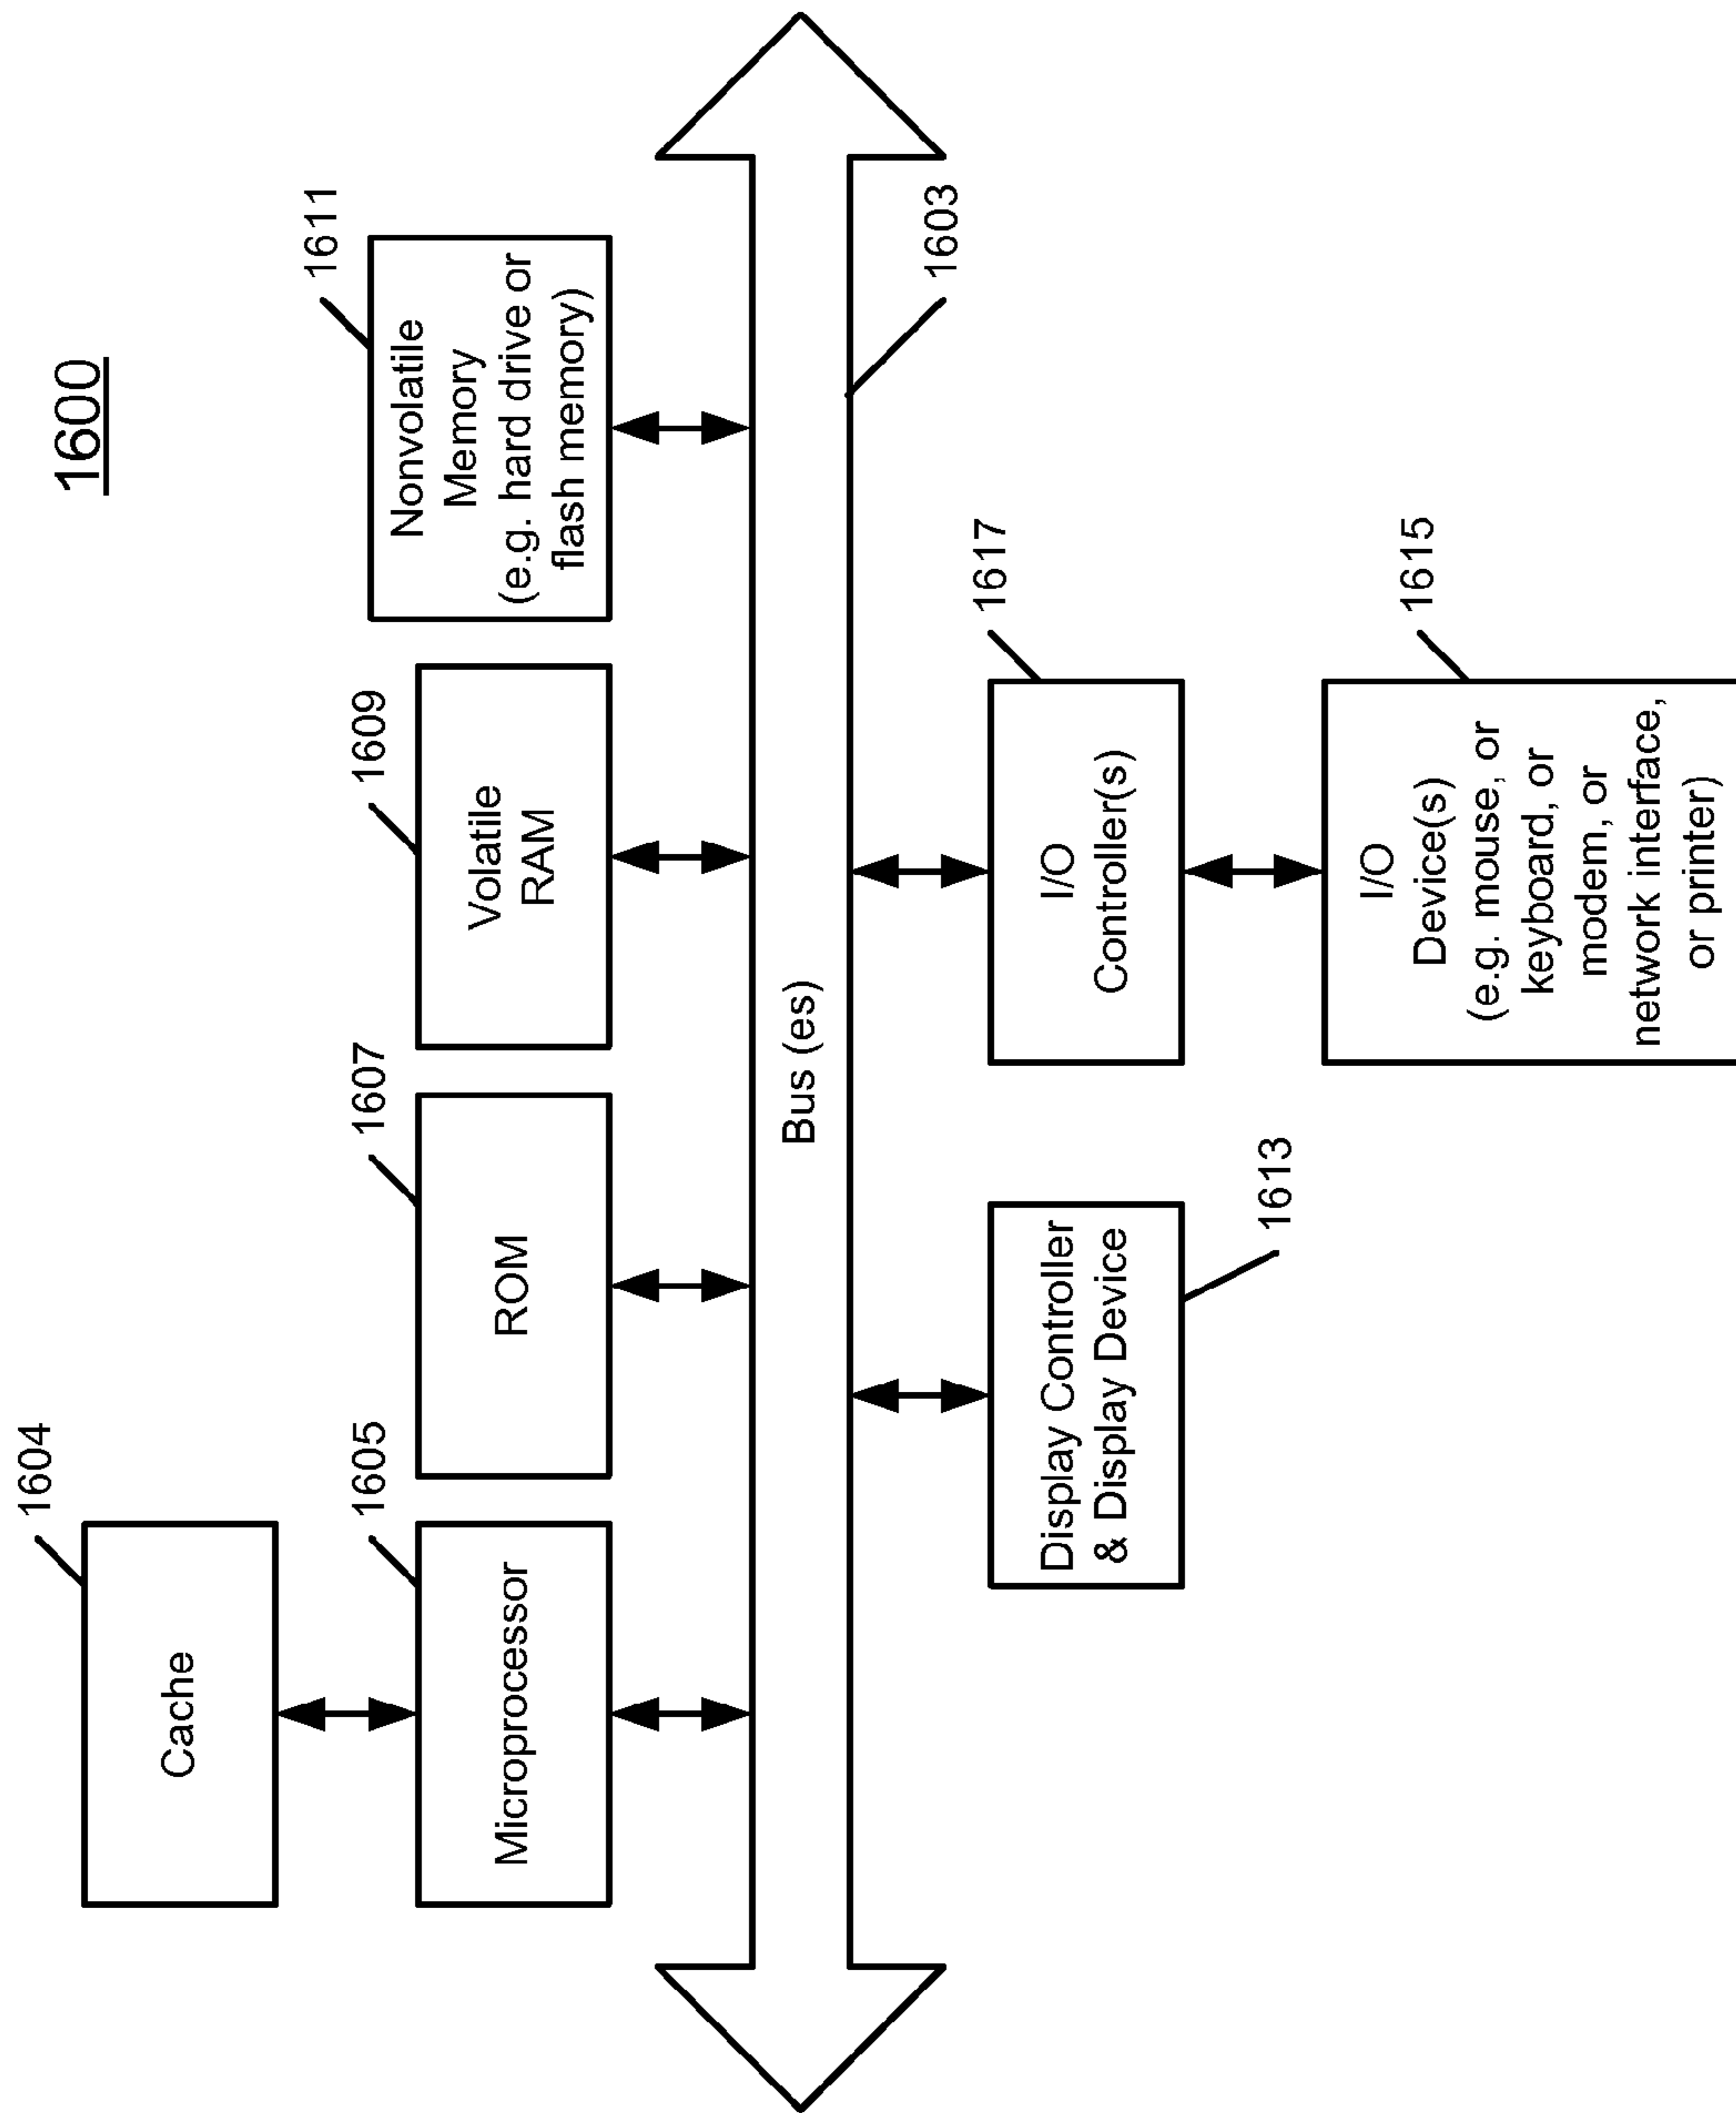 1600
1604
Cache
1605
Microprocessor
1607
ROM
1609
Volatile
RAM
1611
Nonvolatile
Memory
(e.g. hard drive or
flash memory)
Bus (es)
1603
Display Controller
& Display Device
1613
1617
I/O
Controller(s)
1615
I/O
Device(s)
(e.g. mouse, or
keyboard, or
modem, or
network interface,
or printer)